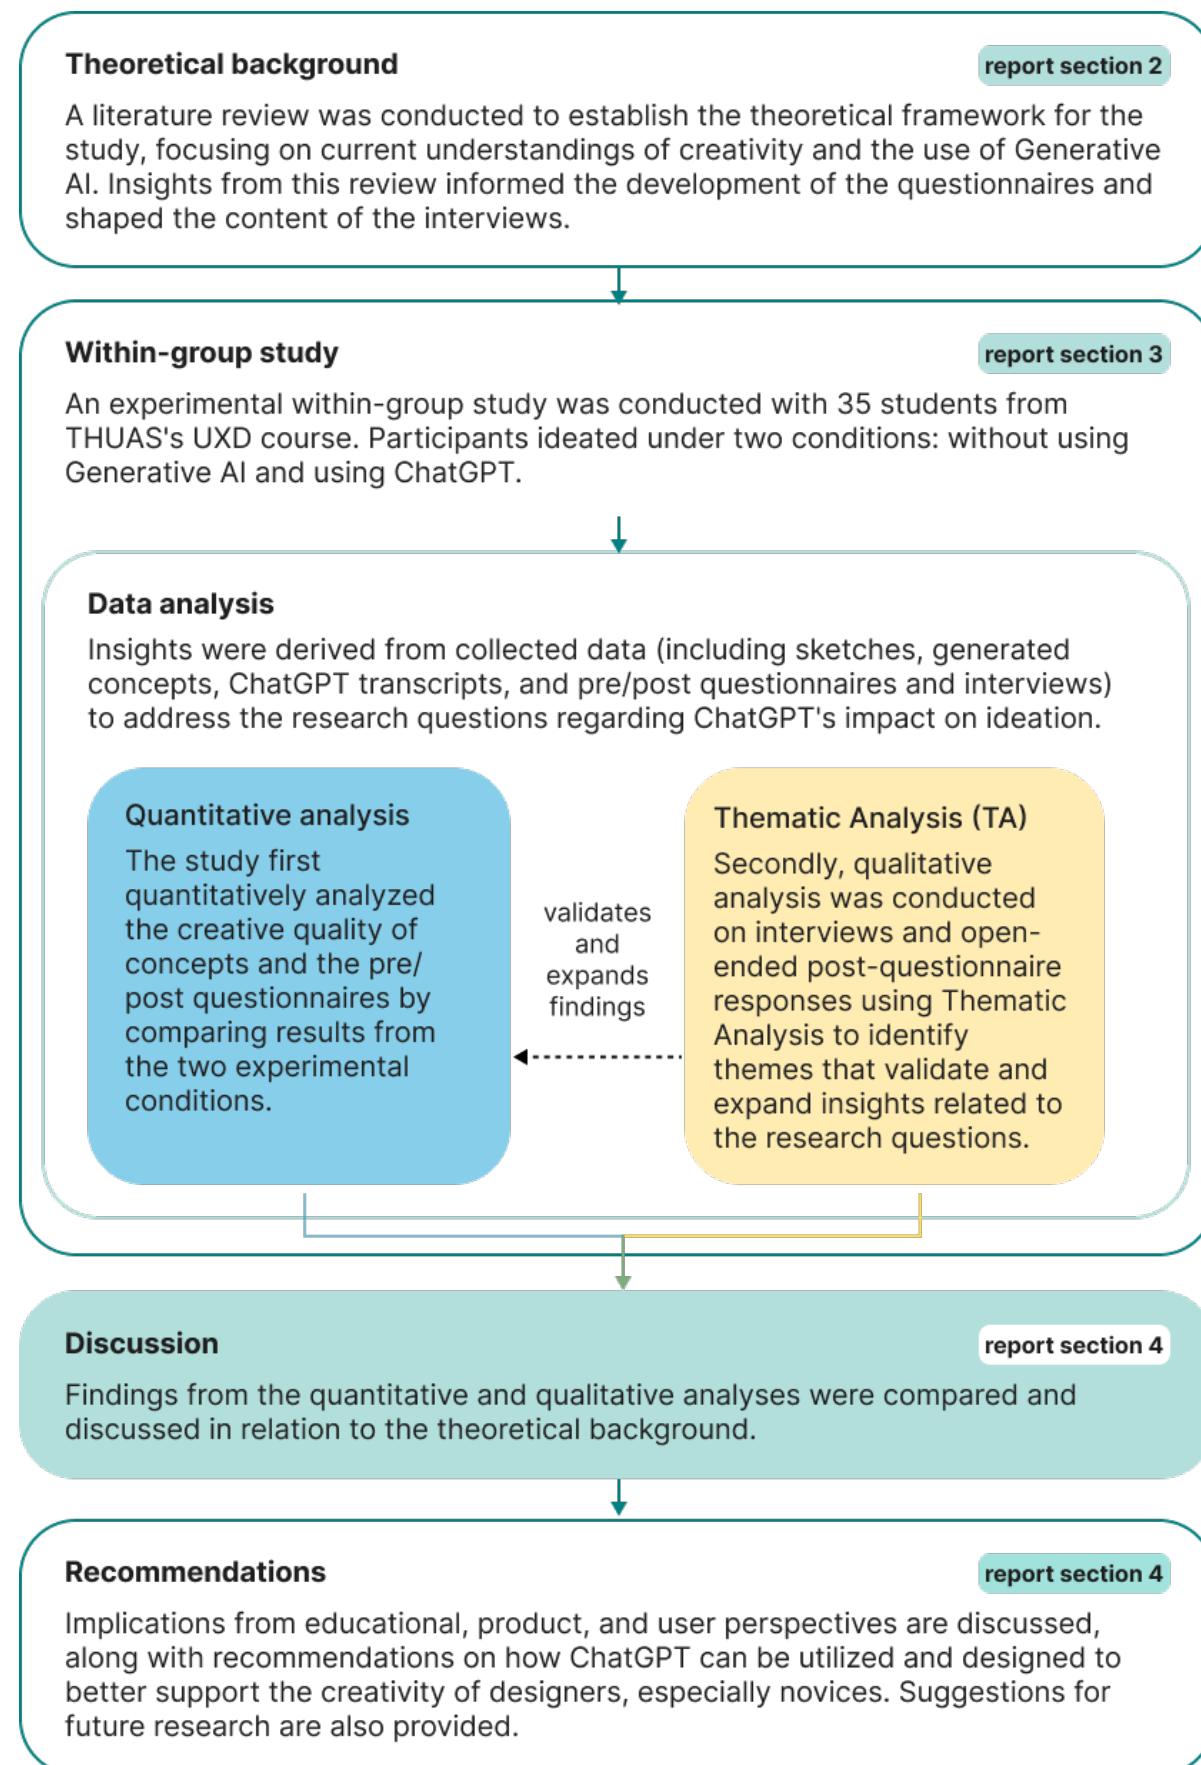 Theoretical background
report section 2
A literature review was conducted to establish the theoretical framework for the
study, focusing on current understandings of creativity and the use of Generative
AI. Insights from this review informed the development of the questionnaires and
shaped the content of the interviews.
Within-group study
report section 3
An experimental within-group study was conducted with 35 students from
THUAS's UXD course. Participants ideated under two conditions: without using
Generative AI and using ChatGPT.
Data analysis
Insights were derived from collected data (including sketches, generated
concepts, ChatGPT transcripts, and pre/post questionnaires and interviews)
to address the research questions regarding ChatGPT's impact on ideation.
Quantitative analysis
The study first
quantitatively analyzed
the creative quality of
concepts and the pre/
post questionnaires by
comparing results from
the two experimental
conditions.
validates
and
expands
findings
Thematic Analysis (TA)
Secondly, qualitative
analysis was conducted
on interviews and open-
ended post-questionnaire
responses using Thematic
Analysis to identify
themes that validate and
expand insights related to
the research questions.
Discussion
report section 4
Findings from the quantitative and qualitative analyses were compared and
discussed in relation to the theoretical background.
Recommendations
report section 4
Implications from educational, product, and user perspectives are discussed,
along with recommendations on how ChatGPT can be utilized and designed to
better support the creativity of designers, especially novices. Suggestions for
future research are also provided.